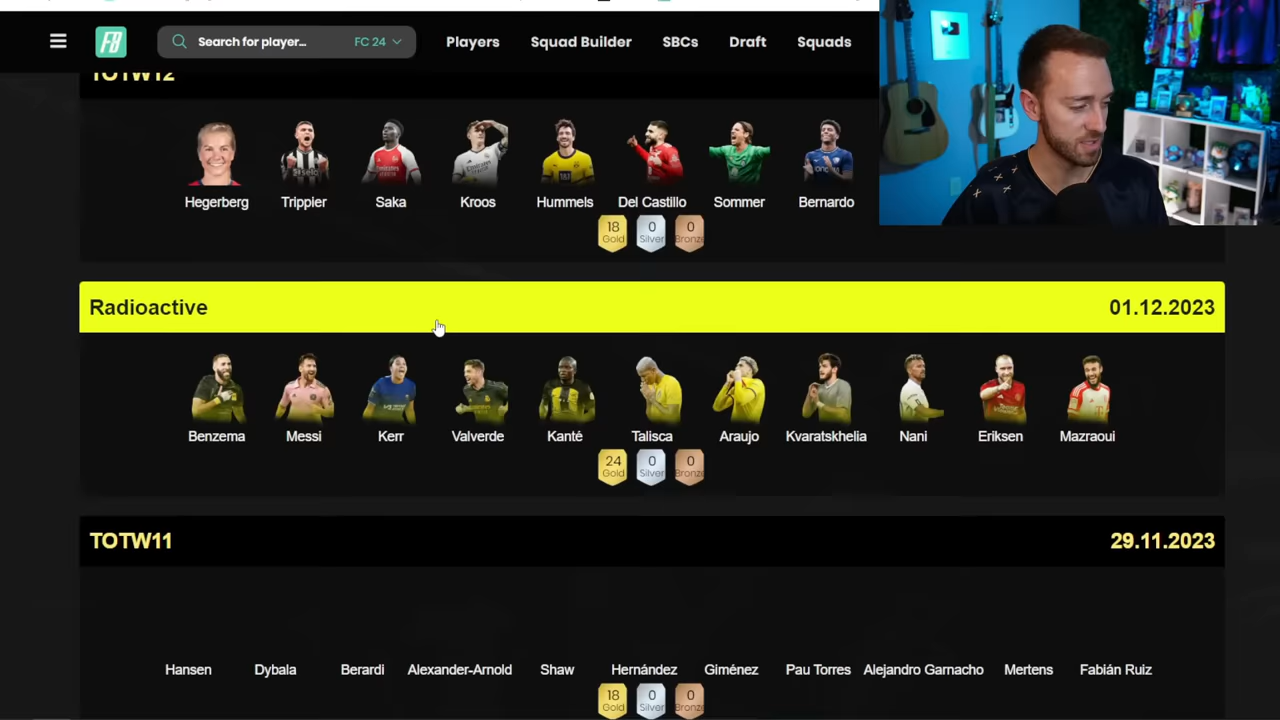 FB
Search for player...
FC 24
Players
Squad Builder
SBCs
Draft
Squads
TOTW12
Hegerberg
Trippier
Saka
Kroos
Hummels
Del Castillo
Sommer
Bernardo
18
Gold
0
Silver
0
Bronze
Radioactive
01.12.2023
Benzema
Messi
Kerr
Valverde
Kanté
Talisca
Araujo
Kvaratskhelia
Nani
Eriksen
Mazraoui
24
Gold
0
Silver
0
Bronze
TOTW11
29.11.2023
Hansen
Dybala
Berardi
Alexander-Arnold
Shaw
Hernández
Giménez
Pau Torres
Alejandro Garnacho
Mertens
Fabián Ruiz
18
Gold
0
Silver
0
Bronze